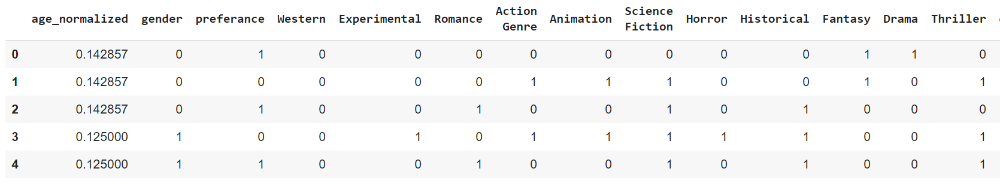 age_normalized gender preferance Western Experimental Romance Action Genre Animation Science Fiction Horror Historical Fantasy Drama Thriller
0 0.142857 0 1 0 0 0 0 0 0 0 0 1 1 0
1 0.142857 0 0 0 0 0 1 1 1 0 0 1 0 1
2 0.142857 0 1 0 0 1 0 0 1 0 1 0 0 0
3 0.125000 1 0 0 1 0 1 1 1 1 1 0 0 1
4 0.125000 1 1 0 0 1 0 0 1 0 1 0 0 1